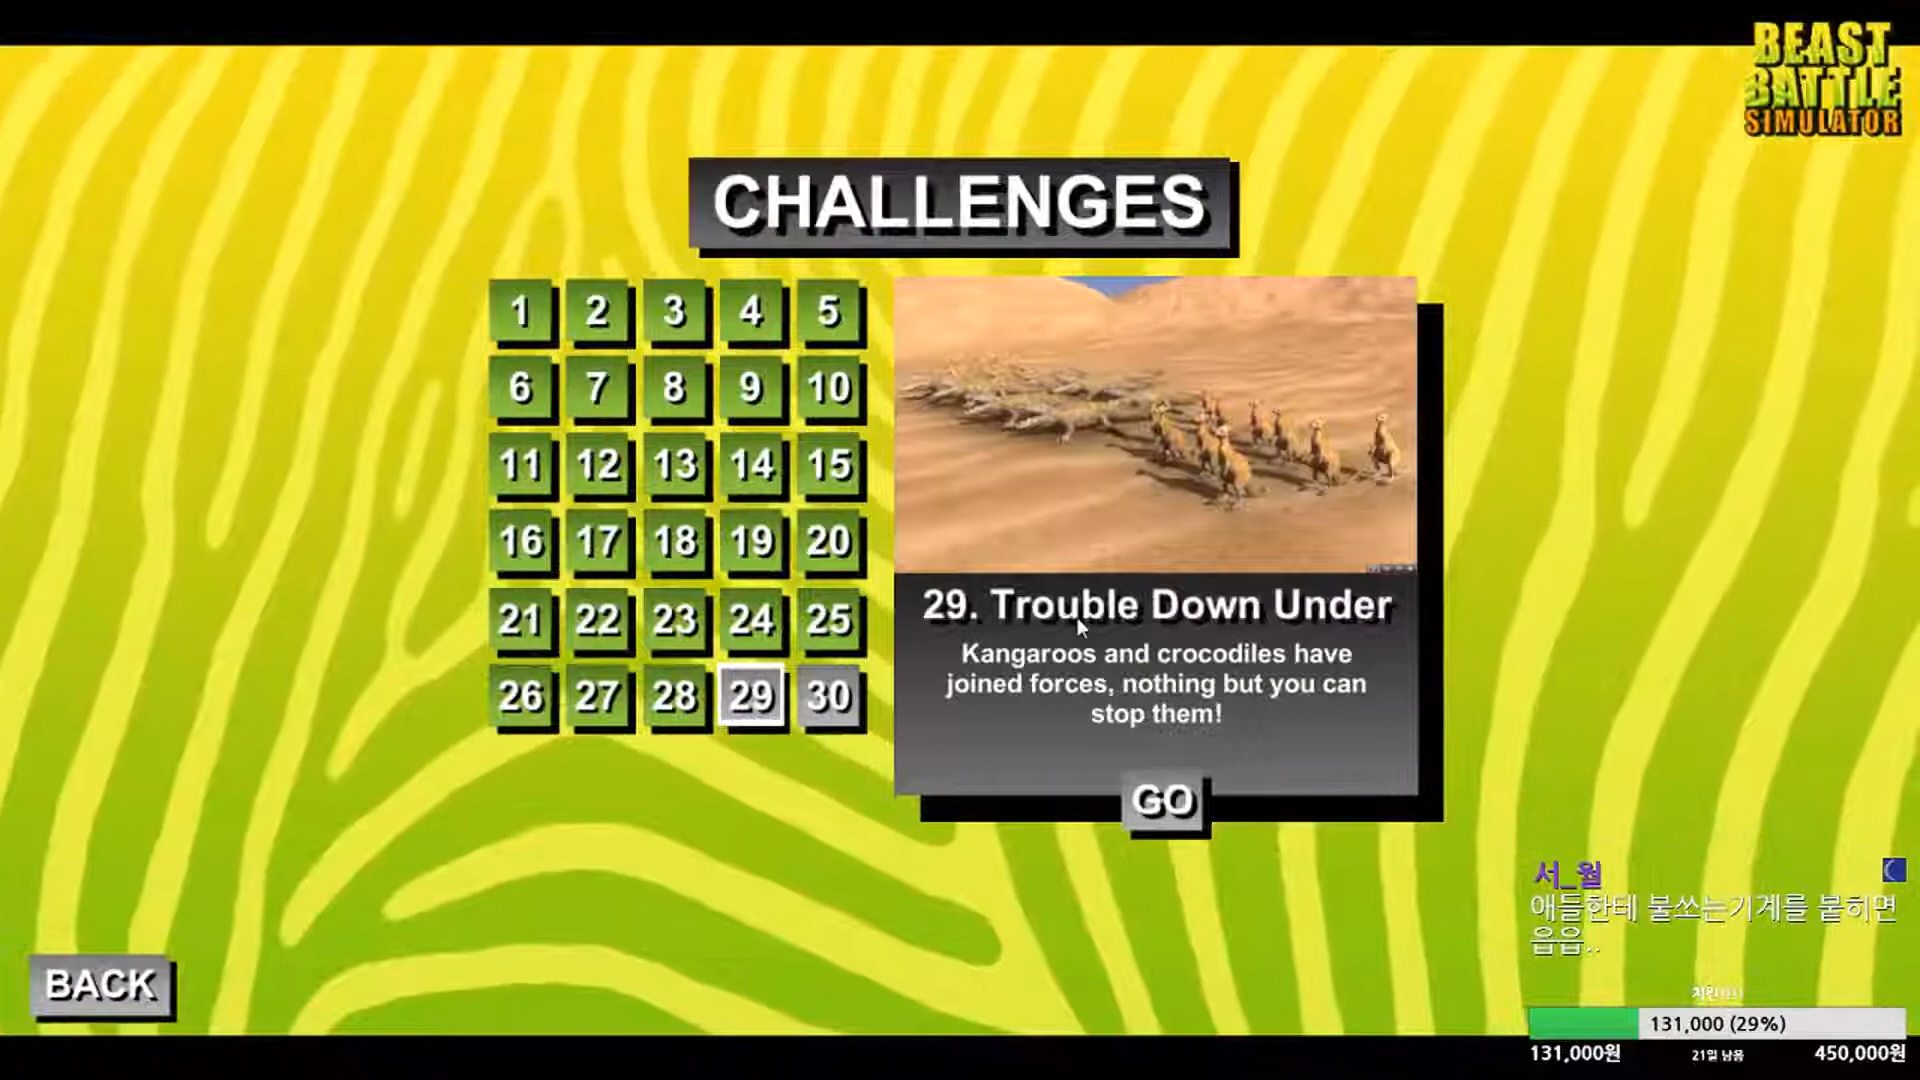 BEAST
BATTLE
SIMULATOR
CHALLENGES
1 2 3 4 5
6 7 8 9 10
11 12 13 14 15
16 17 18 19 20
21 22 23 24 25
26 27 28 29 30
29. Trouble Down Under
Kangaroos and crocodiles have
joined forces, nothing but you can
stop them!
GO
BACK
서_월
애들한테 불쏘는기계를 붙히면
읍읍..
131,000 (29%)
131,000원 21일 남음 450,000원